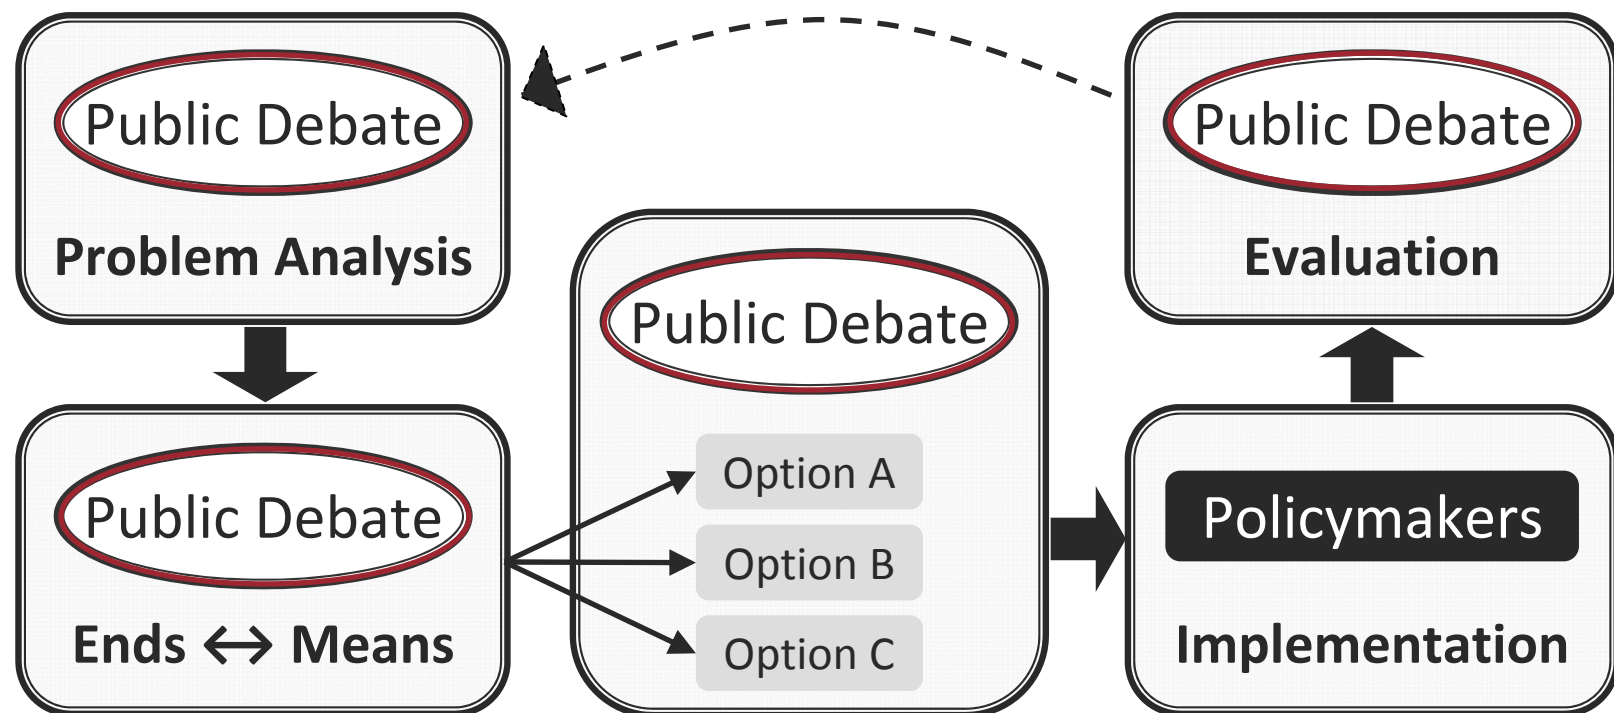 Public Debate
Problem Analysis
Public Debate
Ends ↔ Means
Public Debate
Option A
Option B
Option C
Policymakers
Implementation
Public Debate
Evaluation